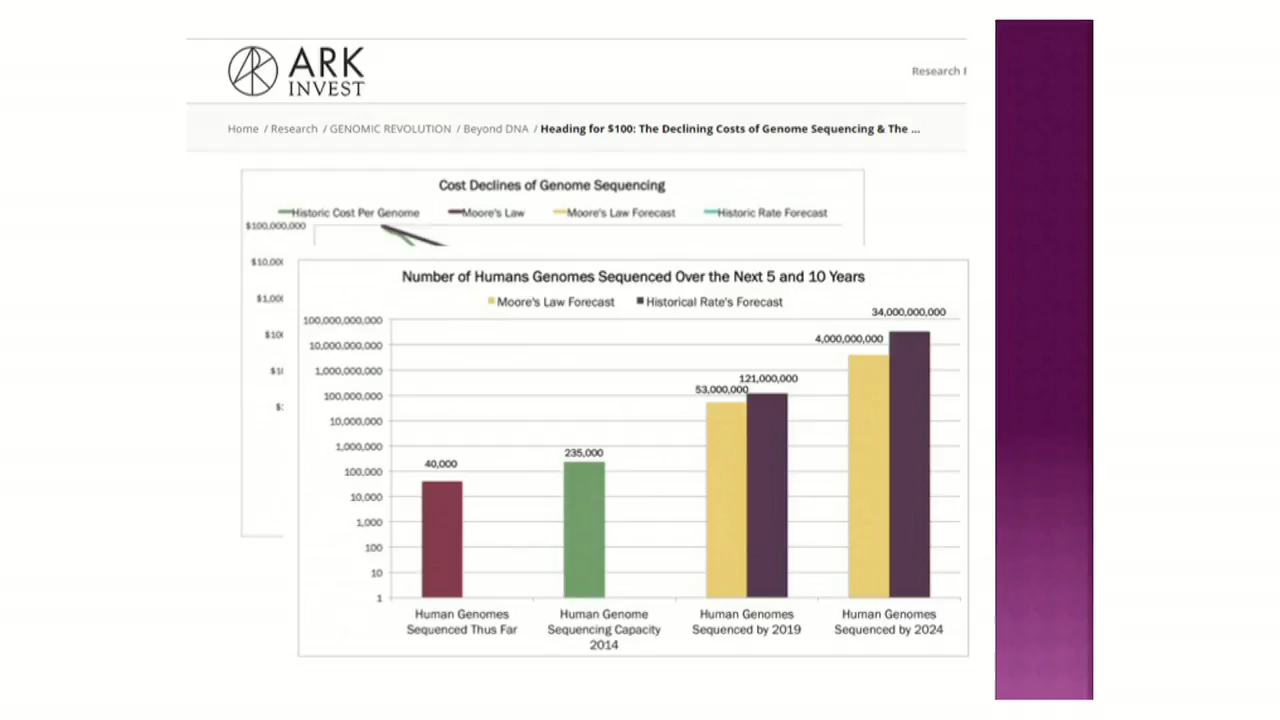 ARK
INVEST
Research
Home / Research / GENOMIC REVOLUTION / Beyond DNA / Heading for $100: The Declining Costs of Genome Sequencing & The ...
Cost Declines of Genome Sequencing
Historic Cost Per Genome Moore's Law Moore's Law Forecast Historic Rate Forecast
$100,000,000
Number of Humans Genomes Sequenced Over the Next 5 and 10 Years
Moore's Law Forecast Historical Rate's Forecast
34,000,000,000
100,000,000,000
4,000,000,000
10,000,000,000
1,000,000,000
121,000,000
53,000,000
100,000,000
10,000,000
1,000,000
235,000
40,000
100,000
10,000
1,000
100
10
1
Human Genomes
Sequenced Thus Far
Human Genome
Sequencing Capacity
2014
Human Genomes
Sequenced by 2019
Human Genomes
Sequenced by 2024